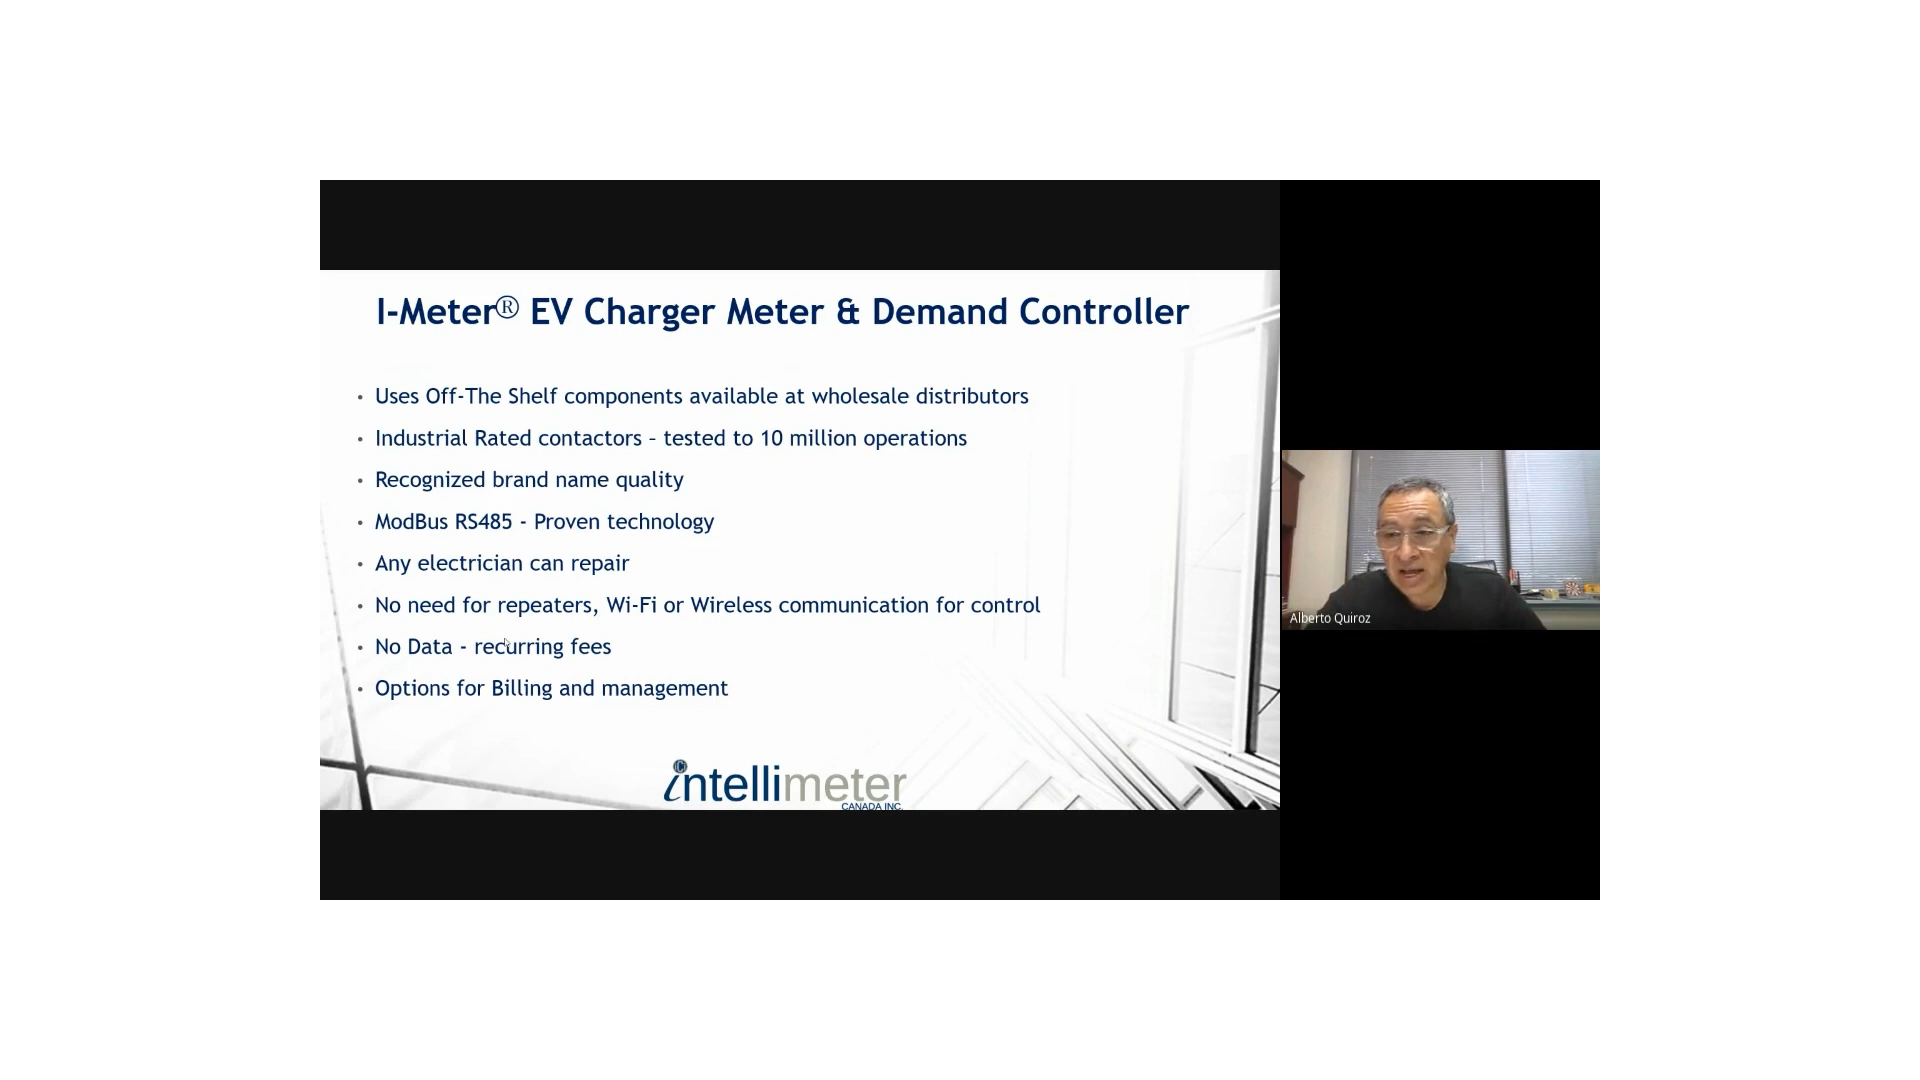 I-Meter® EV Charger Meter & Demand Controller
• Uses Off-The Shelf components available at wholesale distributors
• Industrial Rated contactors – tested to 10 million operations
• Recognized brand name quality
• ModBus RS485 - Proven technology
• Any electrician can repair
• No need for repeaters, Wi-Fi or Wireless communication for control
• No Data - recurring fees
• Options for Billing and management
intellimeter
CANADA INC.
Alberto Quiroz